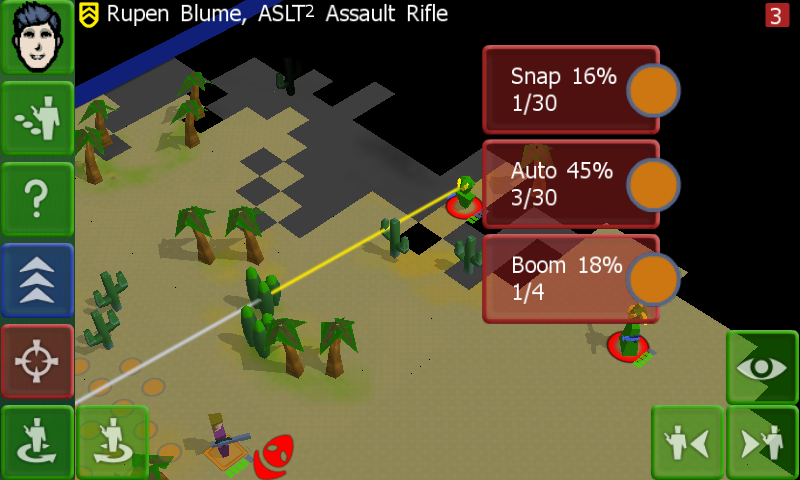 Rupen Blume, ASLT² Assault Rifle
3
Snap 16%
1/30
Auto 45%
3/30
Boom 18%
1/4
?